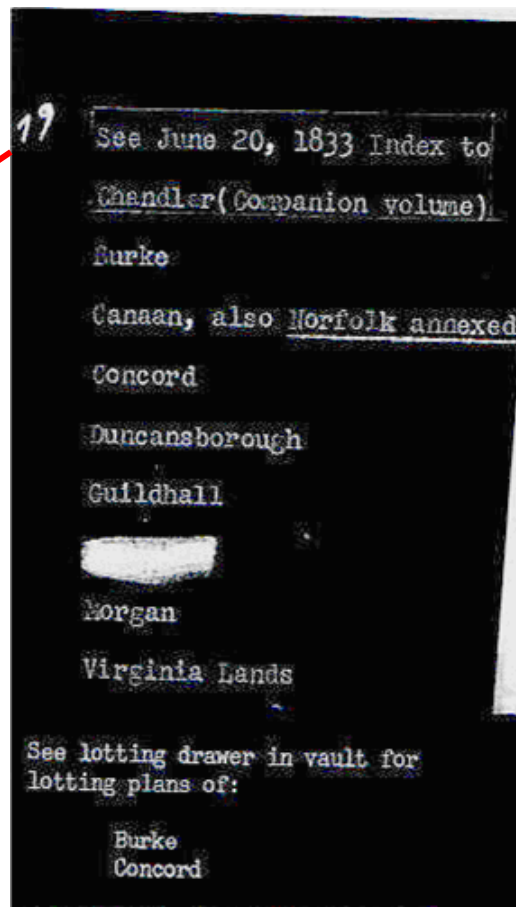 19
See June 20, 1833 Index to
Chandler(Companion volume)
Burke
Canaan, also Norfolk annexed
Concord
Duncansborough
Guildhall
Morgan
Virginia Lands
See lotting drawer in vault for
lotting plans of:
Burke
Concord